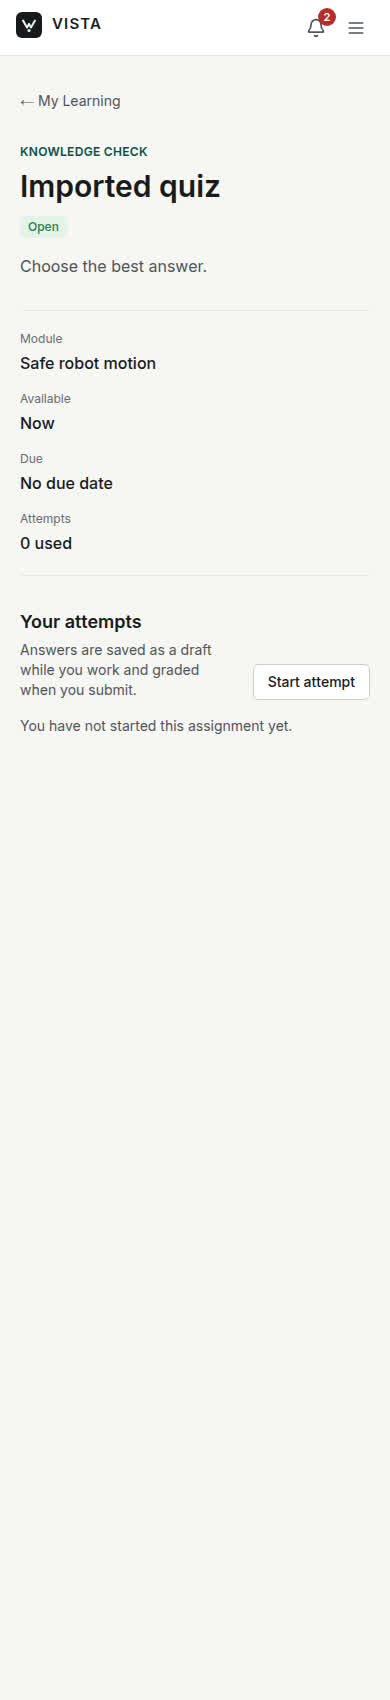 VISTA
2
← My Learning
KNOWLEDGE CHECK
Imported quiz
Open
Choose the best answer.
Module
Safe robot motion
Available
Now
Due
No due date
Attempts
0 used
Your attempts
Answers are saved as a draft
while you work and graded
when you submit.
Start attempt
You have not started this assignment yet.